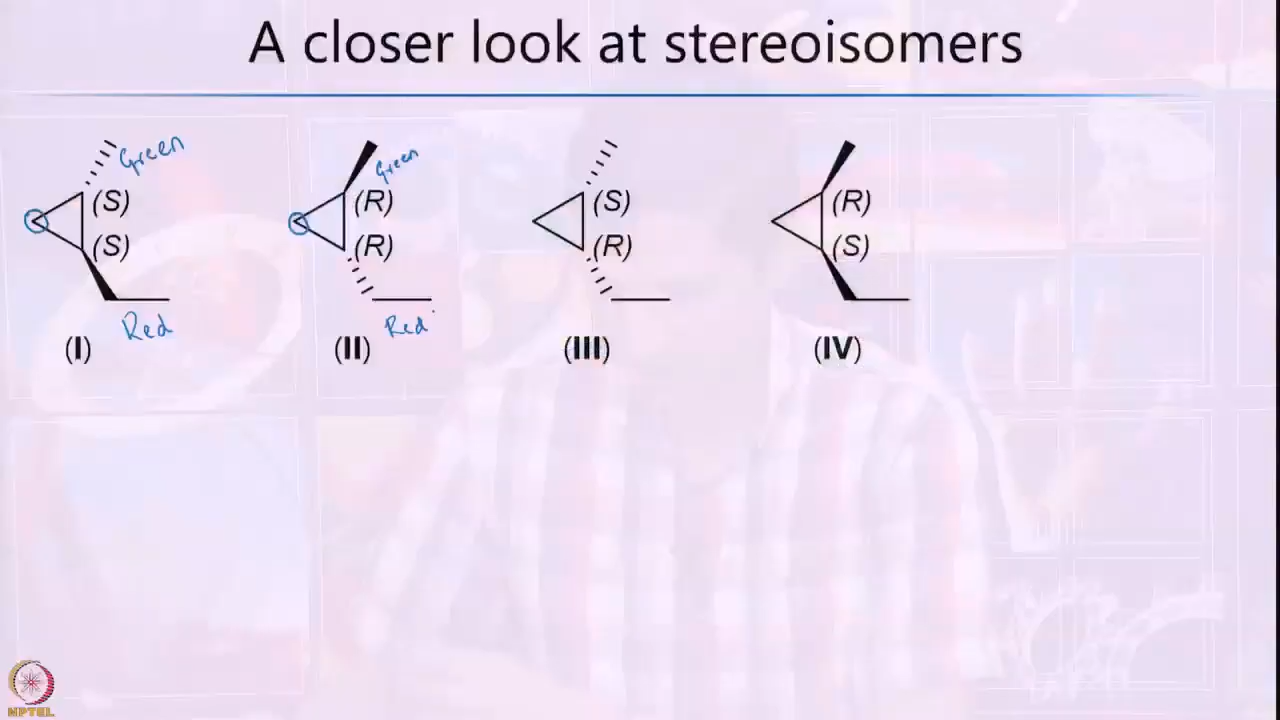 A closer look at stereoisomers
Green
(S)
(S)
Red
(I)
Green
(R)
(R)
Red
(II)
(S)
(R)
(III)
(R)
(S)
(IV)
NPTEL